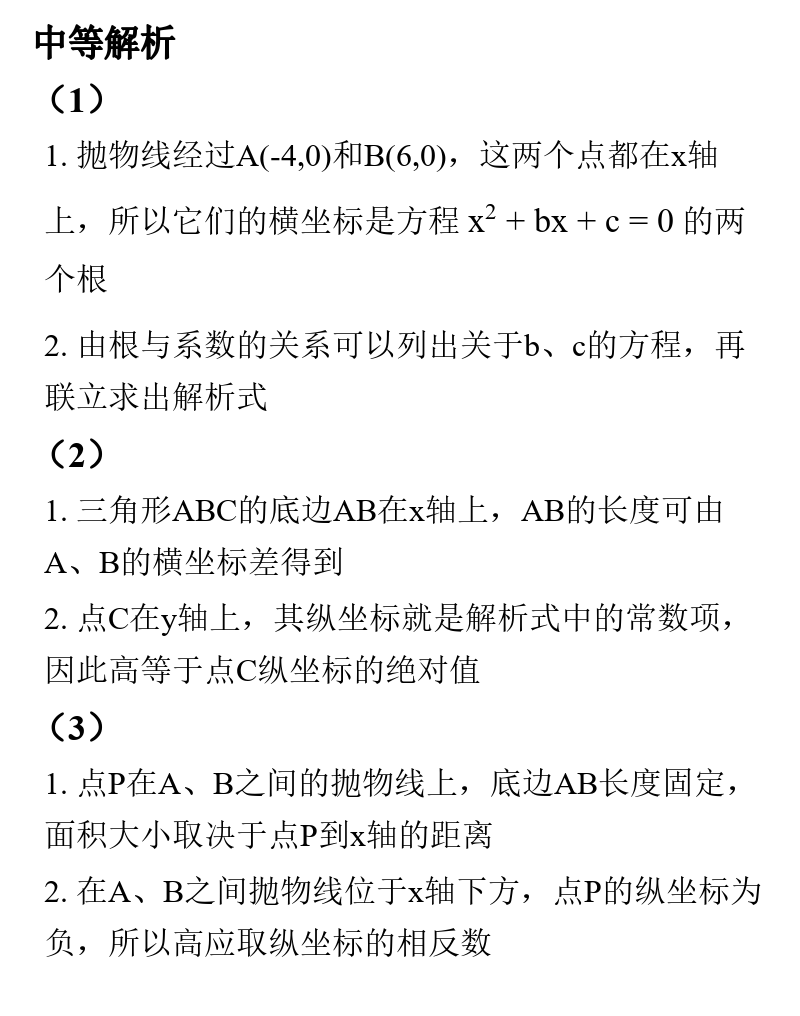 中等解析
（1）
1. 抛物线经过A(-4,0)和B(6,0)，这两个点都在x轴
上，所以它们的横坐标是方程 x² + bx + c = 0 的两
个根
2. 由根与系数的关系可以列出关于b、c的方程，再
联立求出解析式
（2）
1. 三角形ABC的底边AB在x轴上，AB的长度可由
A、B的横坐标差得到
2. 点C在y轴上，其纵坐标就是解析式中的常数项，
因此高等于点C纵坐标的绝对值
（3）
1. 点P在A、B之间的抛物线上，底边AB长度固定，
面积大小取决于点P到x轴的距离
2. 在A、B之间抛物线位于x轴下方，点P的纵坐标为
负，所以高应取纵坐标的相反数